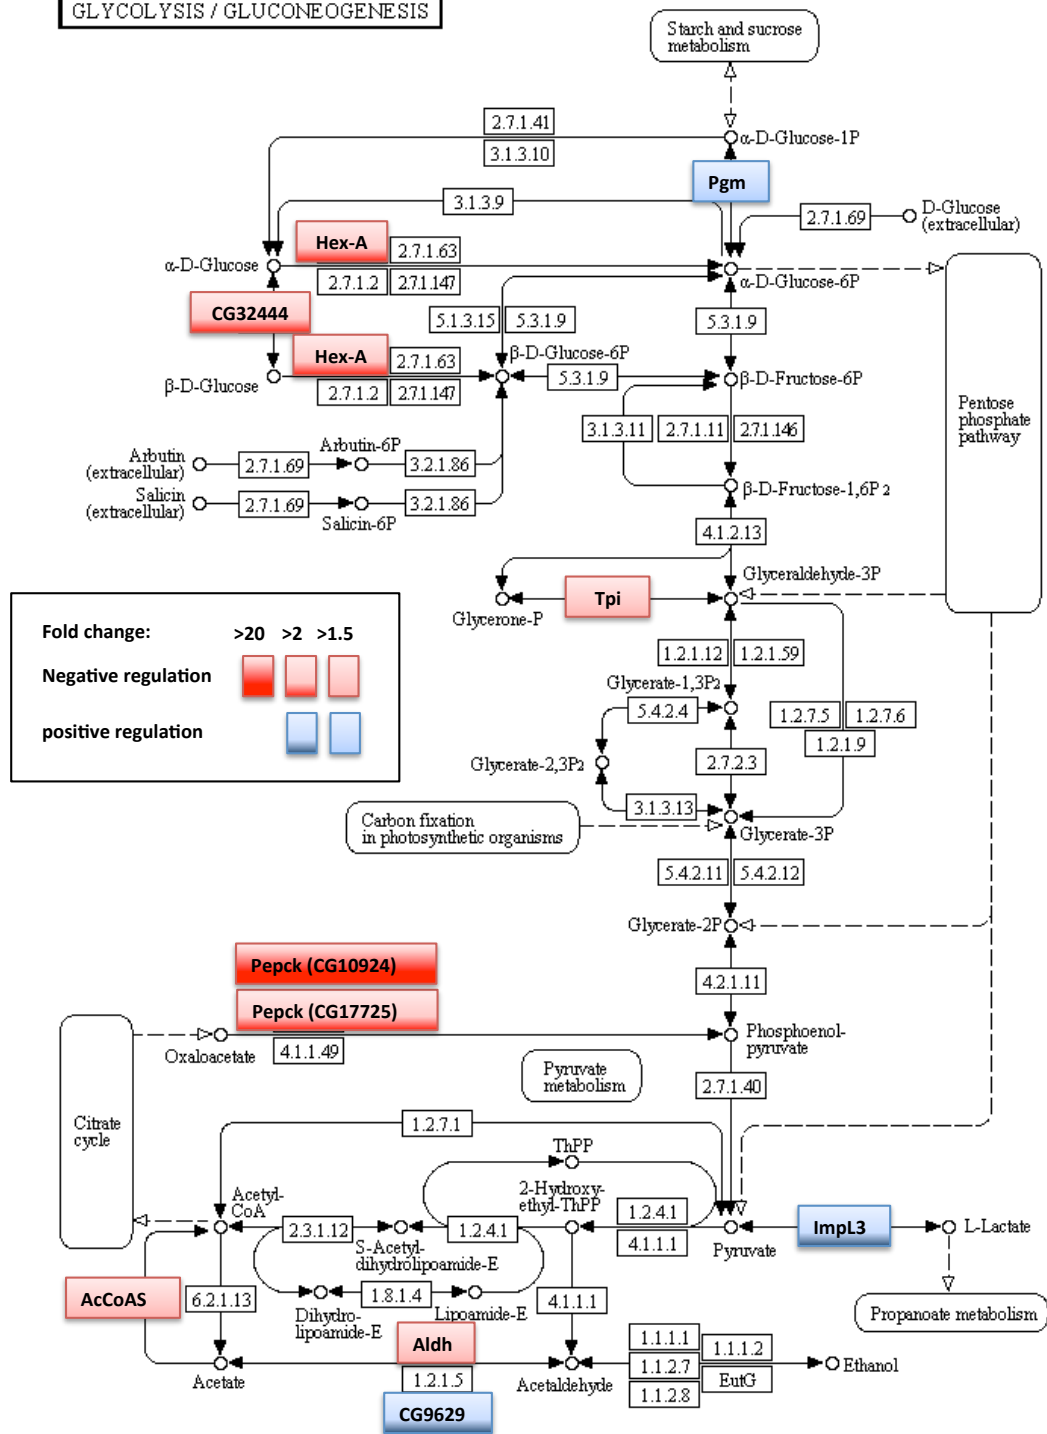 GLYCOLYSIS / GLUCONEOGENESIS
Starch and sucrose
metabolism
2.7.1.41
3.1.3.10
α-D-Glucose-1P
Pgm
3.1.3.9
2.7.1.69
D-Glucose
(extracellular)
Hex-A
2.7.1.63
α-D-Glucose
2.7.1.2
2.7.1.147
α-D-Glucose-6P
CG32444
5.1.3.15
5.3.1.9
5.3.1.9
Hex-A
2.7.1.63
β-D-Glucose-6P
β-D-Glucose
2.7.1.2
2.7.1.147
5.3.1.9
β-D-Fructose-6P
Pentose
phosphate
pathway
3.1.3.11
2.7.1.11
2.7.1.146
Arbutin
(extracellular)
2.7.1.69
Arbutin-6P
3.2.1.86
Salicin
(extracellular)
2.7.1.69
Salicin-6P
3.2.1.86
β-D-Fructose-1,6P2
4.1.2.13
Glyceraldehyde-3P
Tpi
Glycerone-P
Fold change:
>20 >2 >1.5
Negative regulation
positive regulation
1.2.1.12
1.2.1.59
Glycerate-1,3P2
5.4.2.4
1.2.7.5
1.2.7.6
1.2.1.9
Glycerate-2,3P2
2.7.2.3
3.1.3.13
Carbon fixation
in photosynthetic organisms
Glycerate-3P
5.4.2.11
5.4.2.12
Glycerate-2P
Pepck (CG10924)
Pepck (CG17725)
4.2.1.11
Oxaloacetate
4.1.1.49
Phosphoenol-
pyruvate
Pyruvate
metabolism
2.7.1.40
Citrate
cycle
1.2.7.1
ThPP
Acetyl-
CoA
2-Hydroxy-
ethyl-ThPP
2.3.1.12
S-Acetyl-
dihydrolipoamide-E
1.2.4.1
1.2.4.1
4.1.1.1
Pyruvate
ImpL3
L-Lactate
AcCoAS
6.2.1.13
Dihydro-
lipoamide-E
1.8.1.4
Lipoamide-E
4.1.1.1
Propanoate metabolism
Aldh
1.1.1.1
1.1.2.7
1.1.2.8
1.1.1.2
EutG
Ethanol
Acetate
1.2.1.5
Acetaldehyde
CG9629